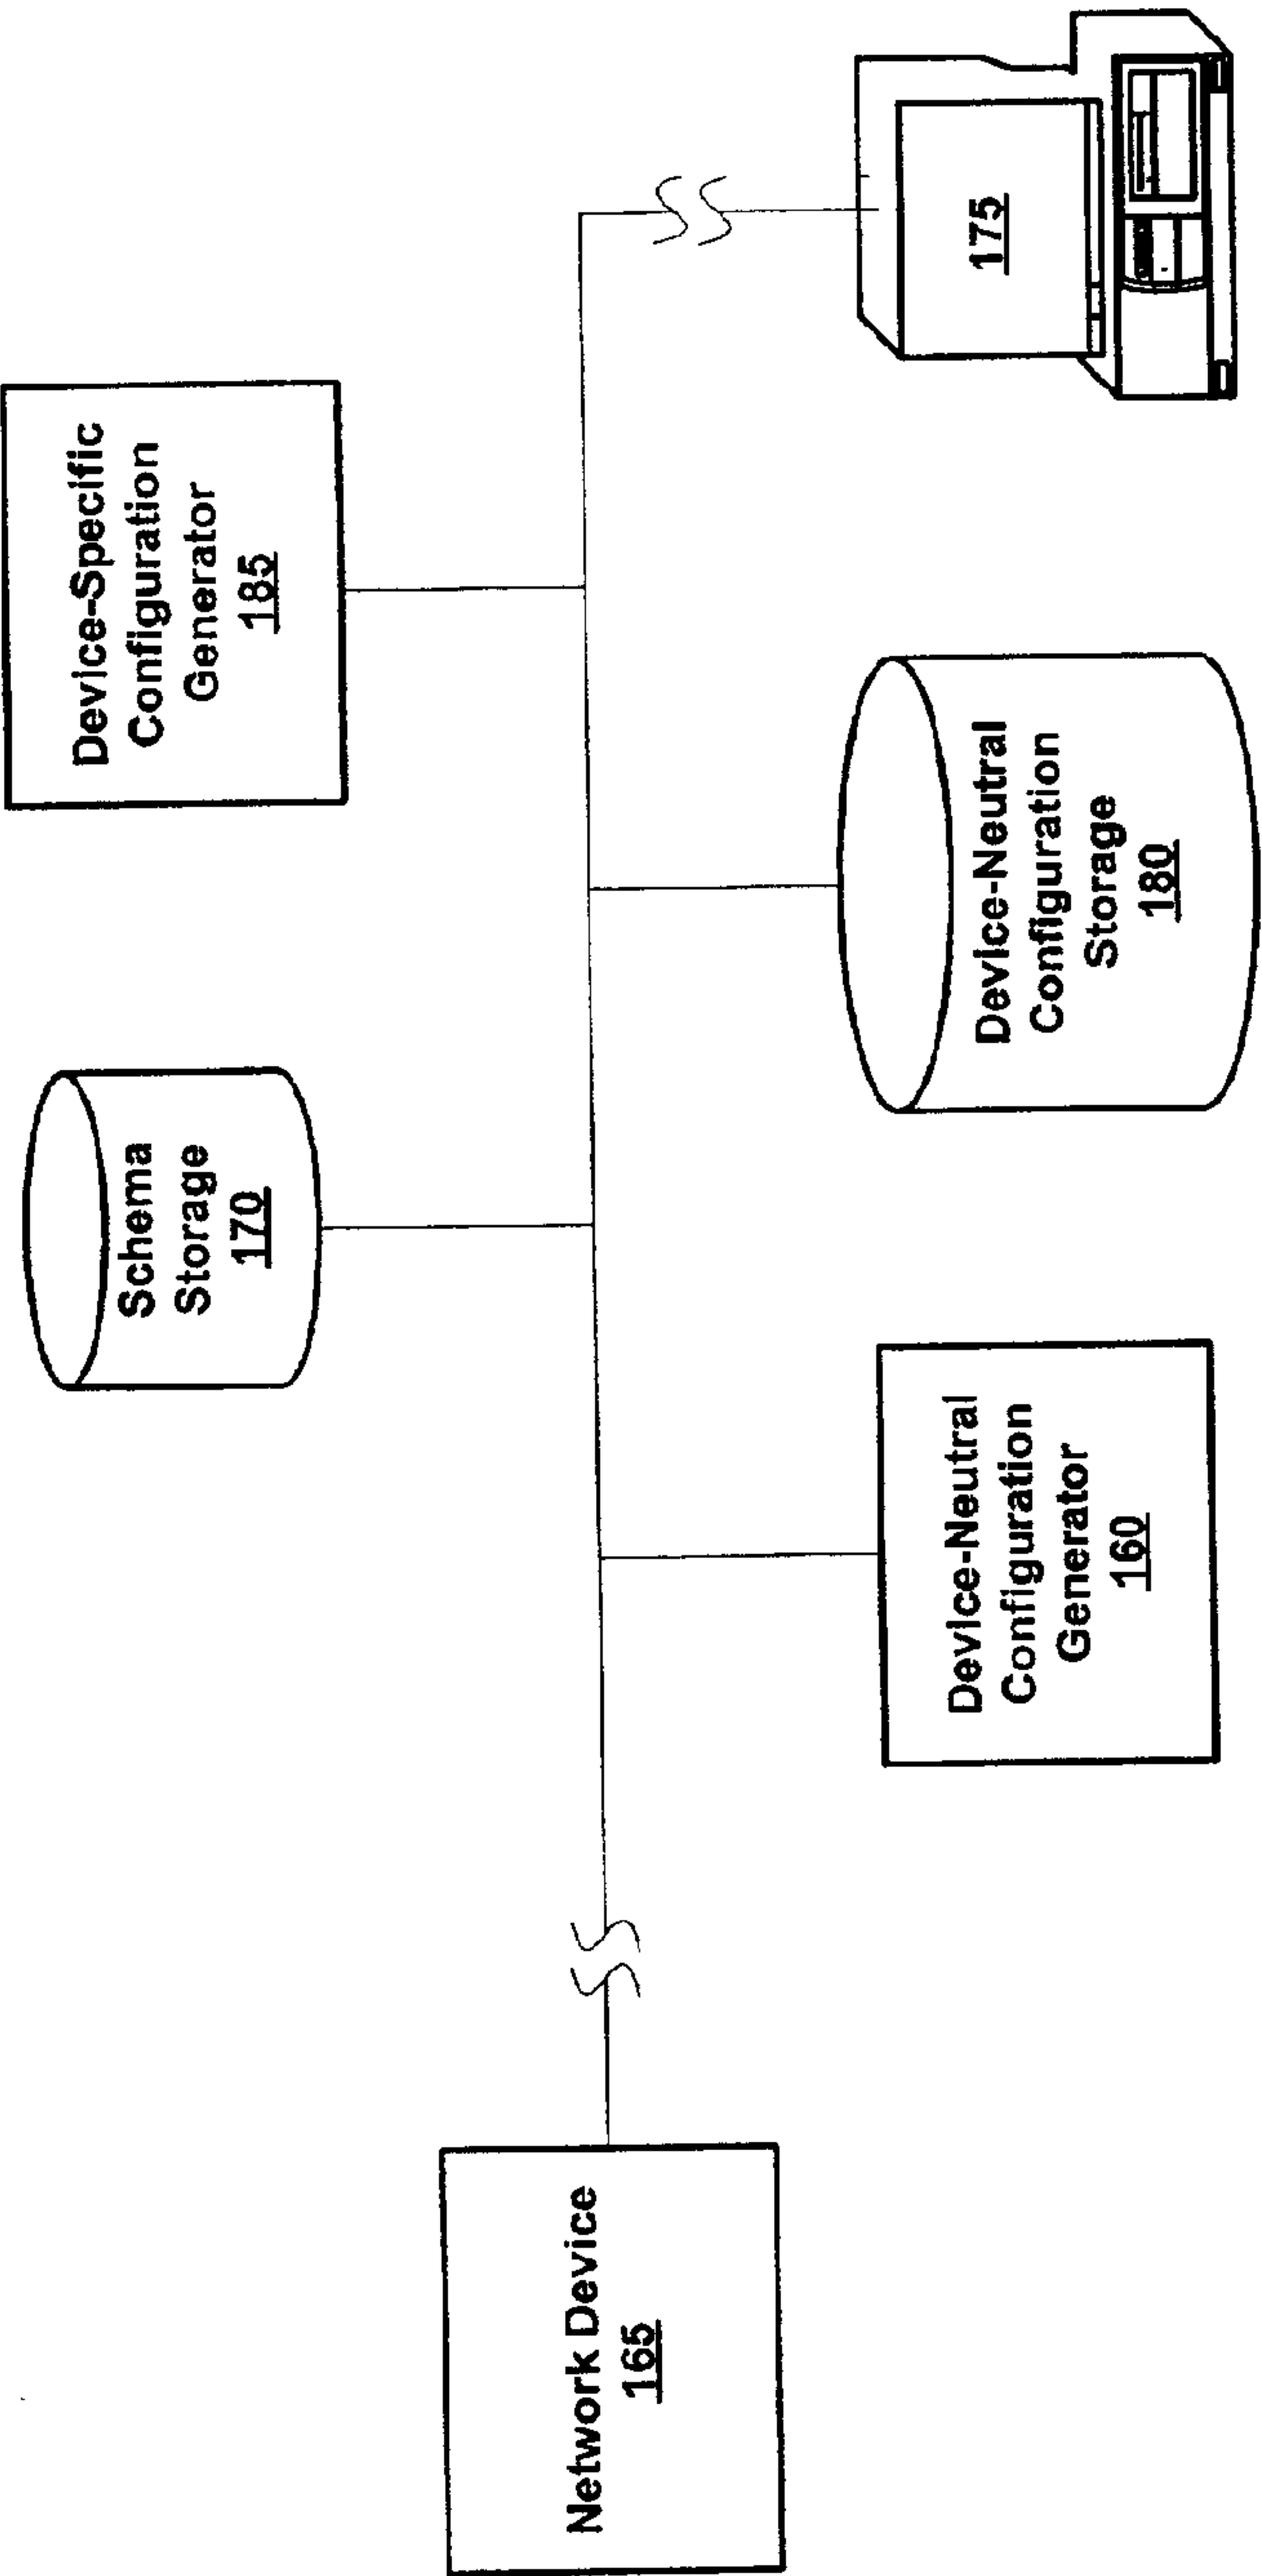 Network Device
165
Schema
Storage
170
Device-Specific
Configuration
Generator
185
Device-Neutral
Configuration
Generator
160
Device-Neutral
Configuration
Storage
180
175